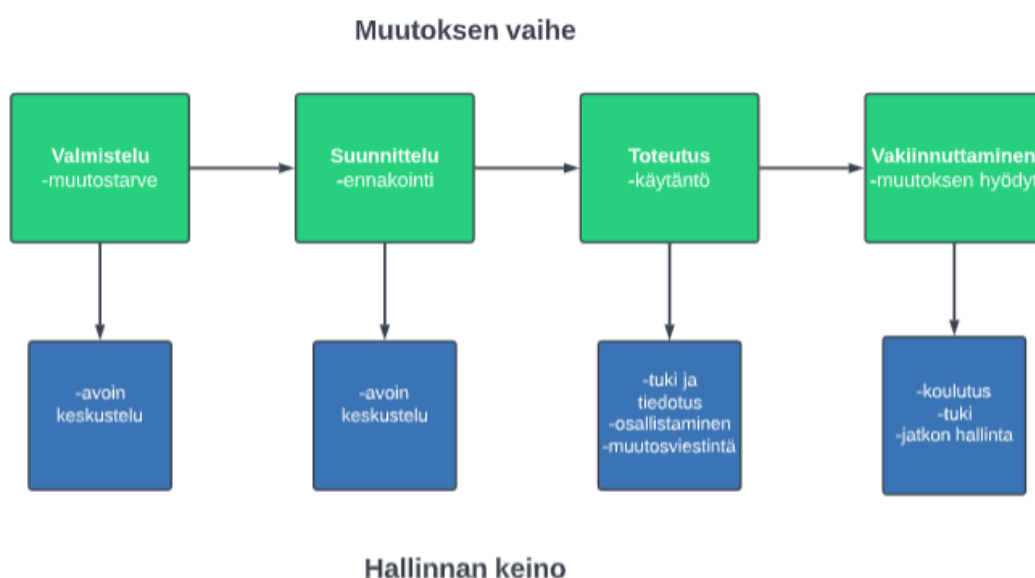 Muutoksen vaihe
Valmistelu
-muutostarve
Suunnittelu
-ennakointi
Toteutus
-käytäntö
Vakiinnuttaminen
-muutoksen hyödyt
-avoin
keskustelu
-avoin
keskustelu
-tuki ja
tiedotus
-osallistaminen
-muutosviestintä
-koulutus
-tuki
-jatkon hallinta
Hallinnan keino